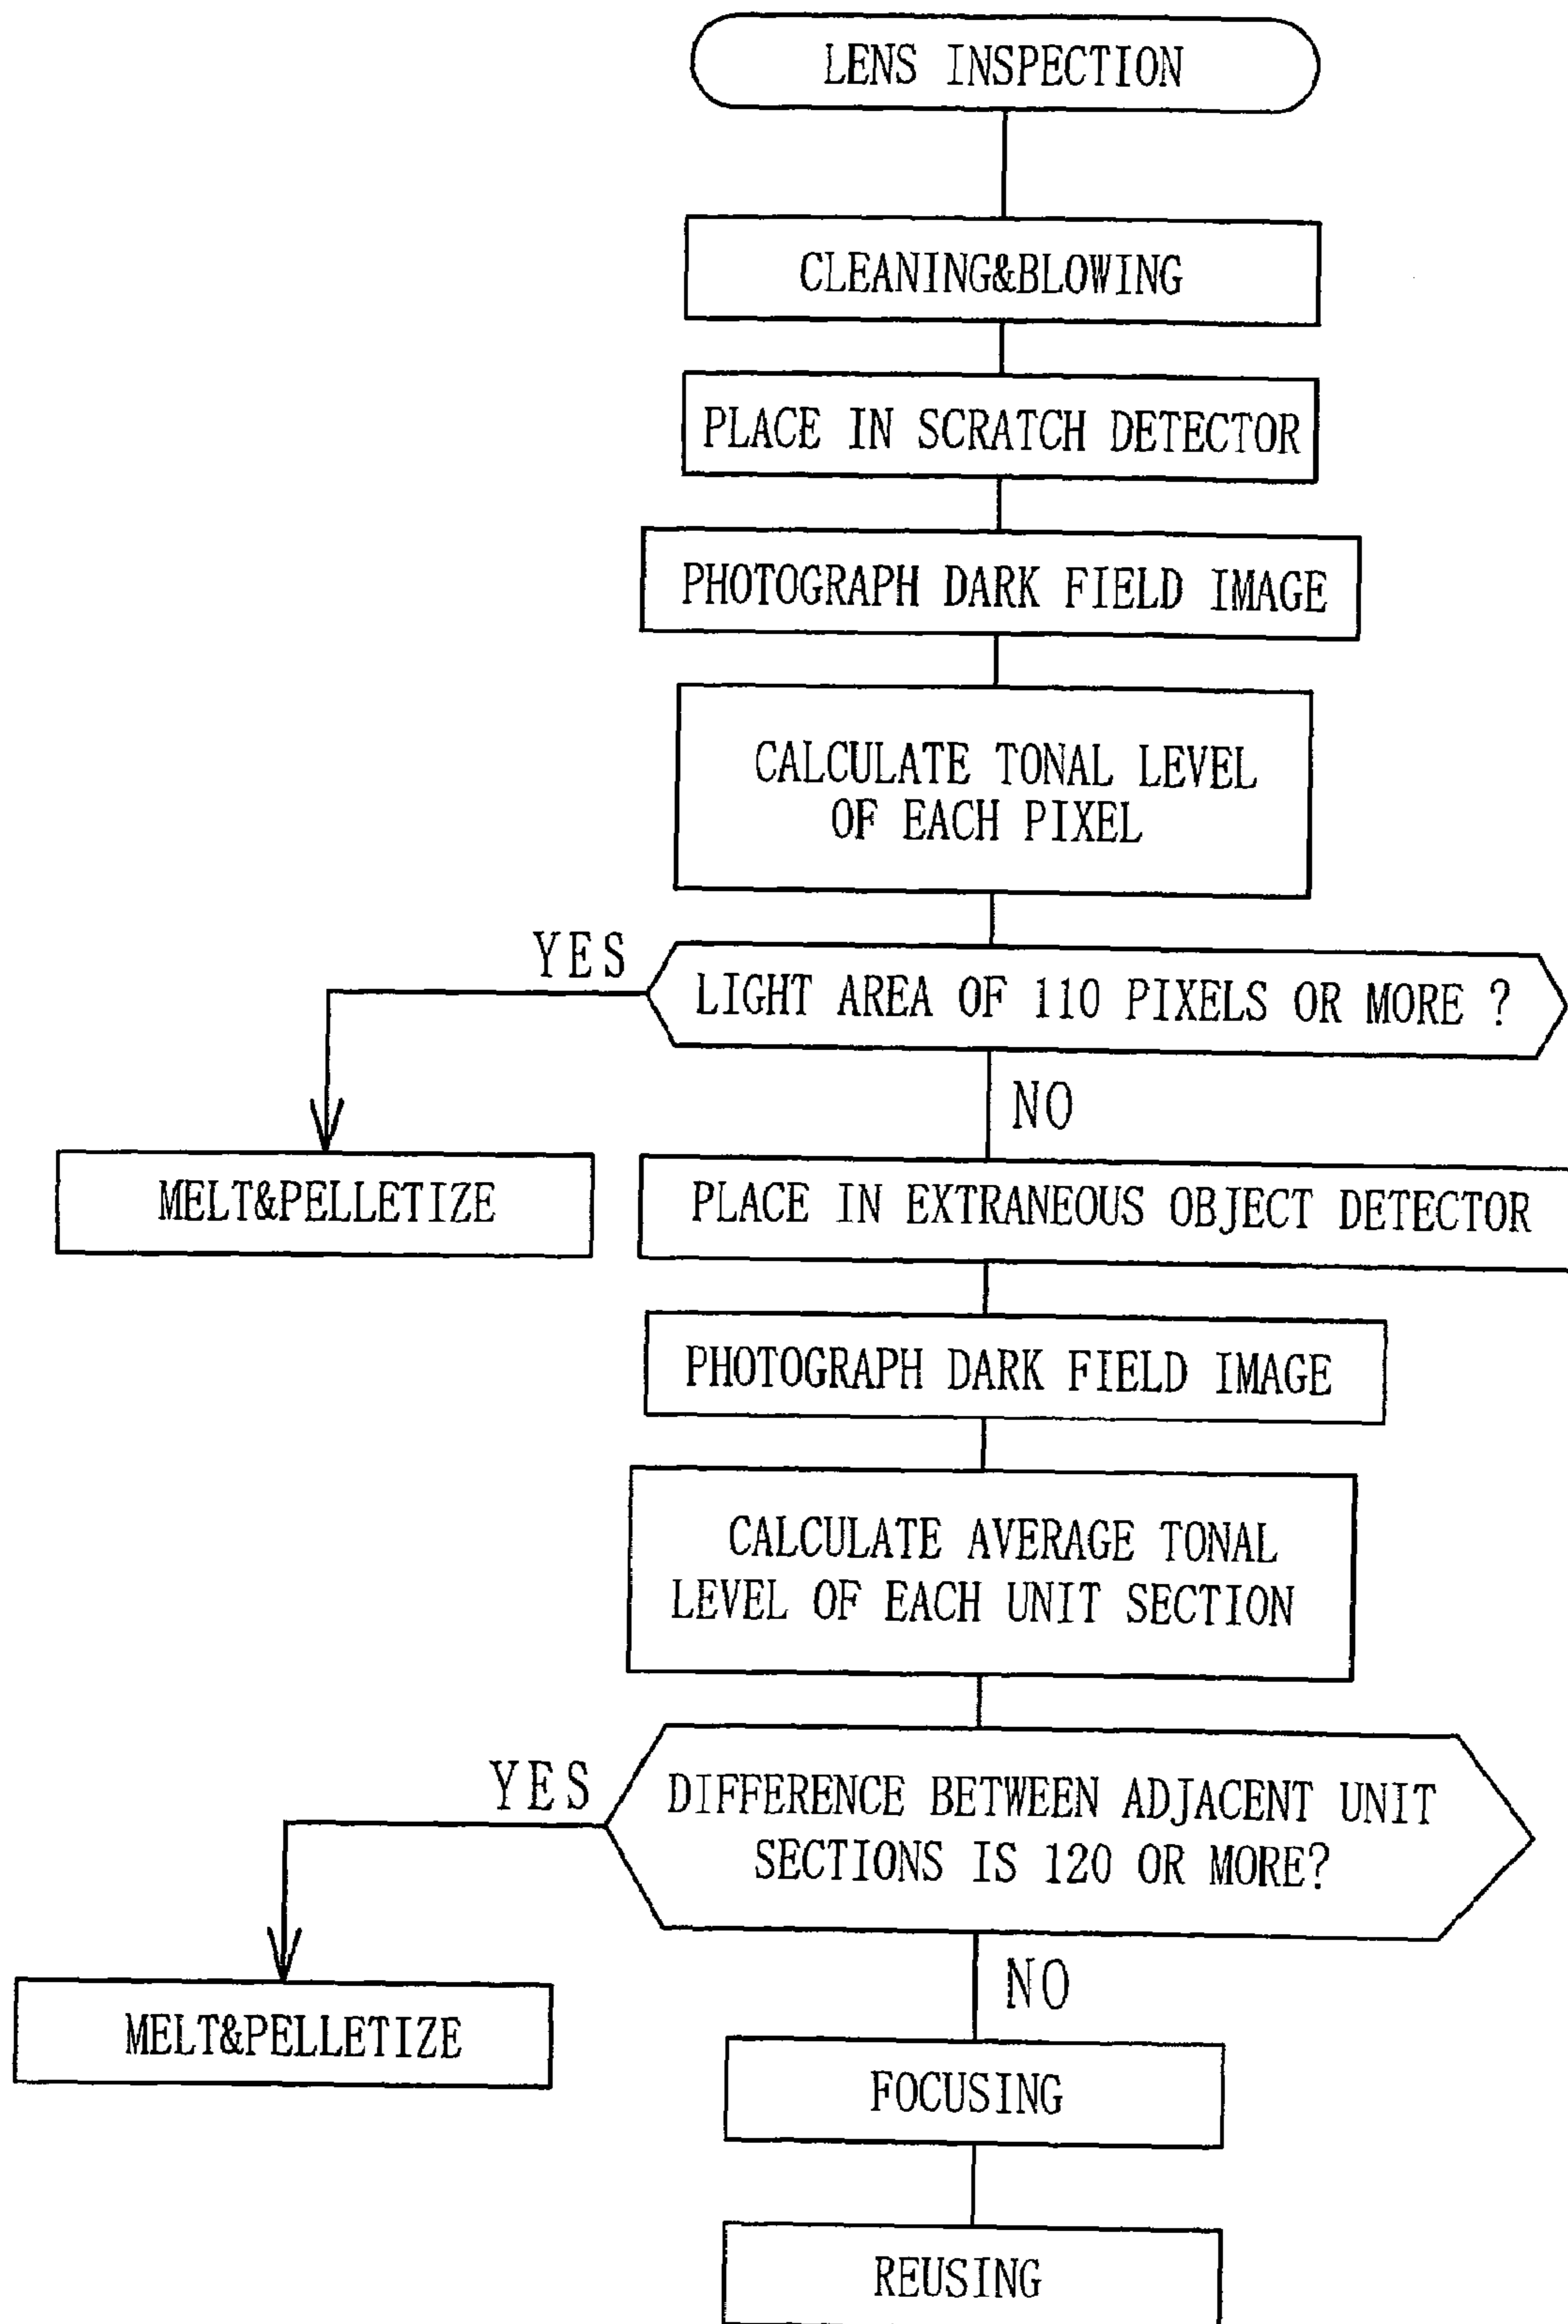 LENS INSPECTION
CLEANING&BLOWING
PLACE IN SCRATCH DETECTOR
PHOTOGRAPH DARK FIELD IMAGE
CALCULATE TONAL LEVEL
OF EACH PIXEL
YES
LIGHT AREA OF 110 PIXELS OR MORE ?
NO
MELT&PELLETIZE
PLACE IN EXTRANEOUS OBJECT DETECTOR
PHOTOGRAPH DARK FIELD IMAGE
CALCULATE AVERAGE TONAL
LEVEL OF EACH UNIT SECTION
YES
DIFFERENCE BETWEEN ADJACENT UNIT
SECTIONS IS 120 OR MORE?
NO
MELT&PELLETIZE
FOCUSING
REUSING